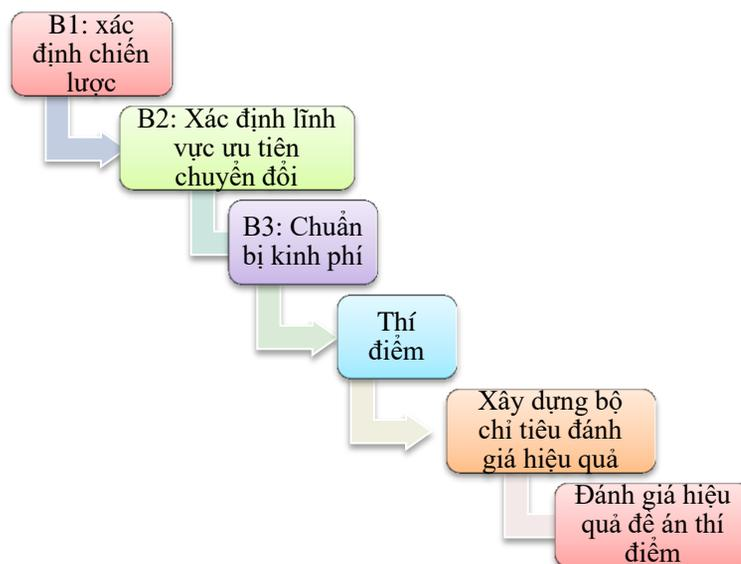 B1: xác
định chiến
lược
B2: Xác định lĩnh
vực ưu tiên
chuyển đổi
B3: Chuẩn
bị kinh phí
Thí
điểm
Xây dựng bộ
chỉ tiêu đánh
giá hiệu quả
Đánh giá hiệu
quả đề án thí
điểm